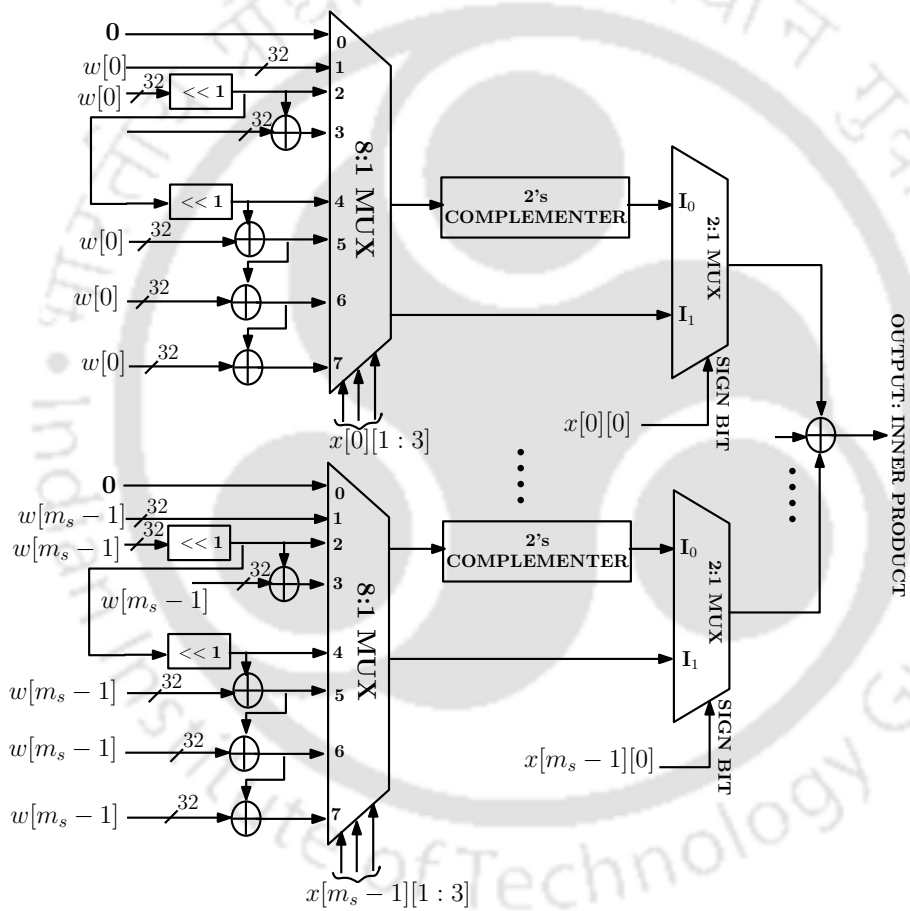 0
w[0] 32
w[0] 32 << 1
32
<< 1
w[0] 32
w[0] 32
w[0] 32
0
1
2
3
4
5
6
7
8:1 MUX
x[0][1 : 3]
2's
COMPLEMENTER
I0
I1
2:1 MUX
SIGN BIT
x[0][0]
OUTPUT: INNER PRODUCT
0
w[ms − 1] 32
w[ms − 1] 32 << 1
w[ms − 1] 32
<< 1
w[ms − 1] 32
w[ms − 1] 32
w[ms − 1] 32
0
1
2
3
4
5
6
7
8:1 MUX
x[ms − 1][1 : 3]
2's
COMPLEMENTER
I0
I1
2:1 MUX
SIGN BIT
x[ms − 1][0]
Indian Institute of Technology G